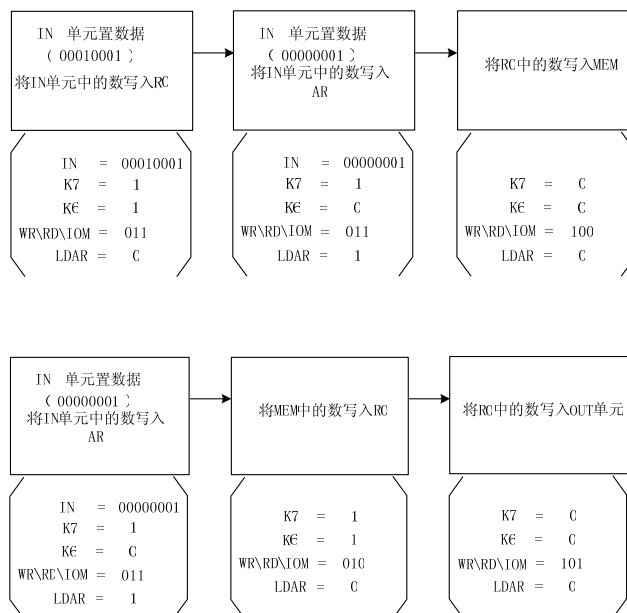 IN 单元置数据
(00010001)
将IN单元中的数写入RC
IN 单元置数据
(00000001)
将IN单元中的数写入
AR
将RC中的数写入MEM
IN = 00010001
K7 = 1
K6 = 1
WR\RD\IOM = 011
LDAR = 0
IN = 00000001
K7 = 1
K6 = 0
WR\RD\IOM = 011
LDAR = 1
K7 = 0
K6 = 0
WR\RD\IOM = 100
LDAR = 0
IN 单元置数据
(00000001)
将IN单元中的数写入
AR
将MEM中的数写入RC
将RC中的数写入OUT单元
IN = 00000001
K7 = 1
K6 = 0
WR\RD\IOM = 011
LDAR = 1
K7 = 1
K6 = 1
WR\RD\IOM = 010
LDAR = 0
K7 = 0
K6 = 0
WR\RD\IOM = 101
LDAR = 0